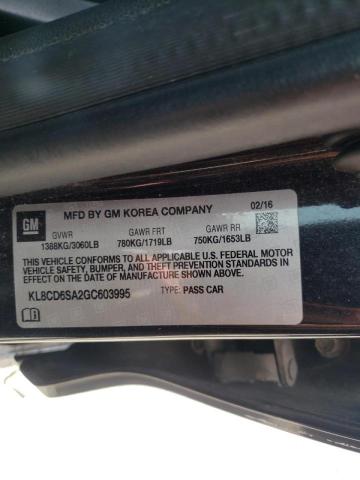 GM
MFD BY GM KOREA COMPANY 02/16
GVWR GAWR FRT GAWR RR
1388KG/3060LB 780KG/1719LB 750KG/1653LB
THIS VEHICLE CONFORMS TO ALL APPLICABLE U.S. FEDERAL MOTOR
VEHICLE SAFETY, BUMPER, AND THEFT PREVENTION STANDARDS IN
EFFECT ON THE DATE OF MANUFACTURE SHOWN ABOVE.
KL8CD6SA2GC603995 TYPE: PASS CAR